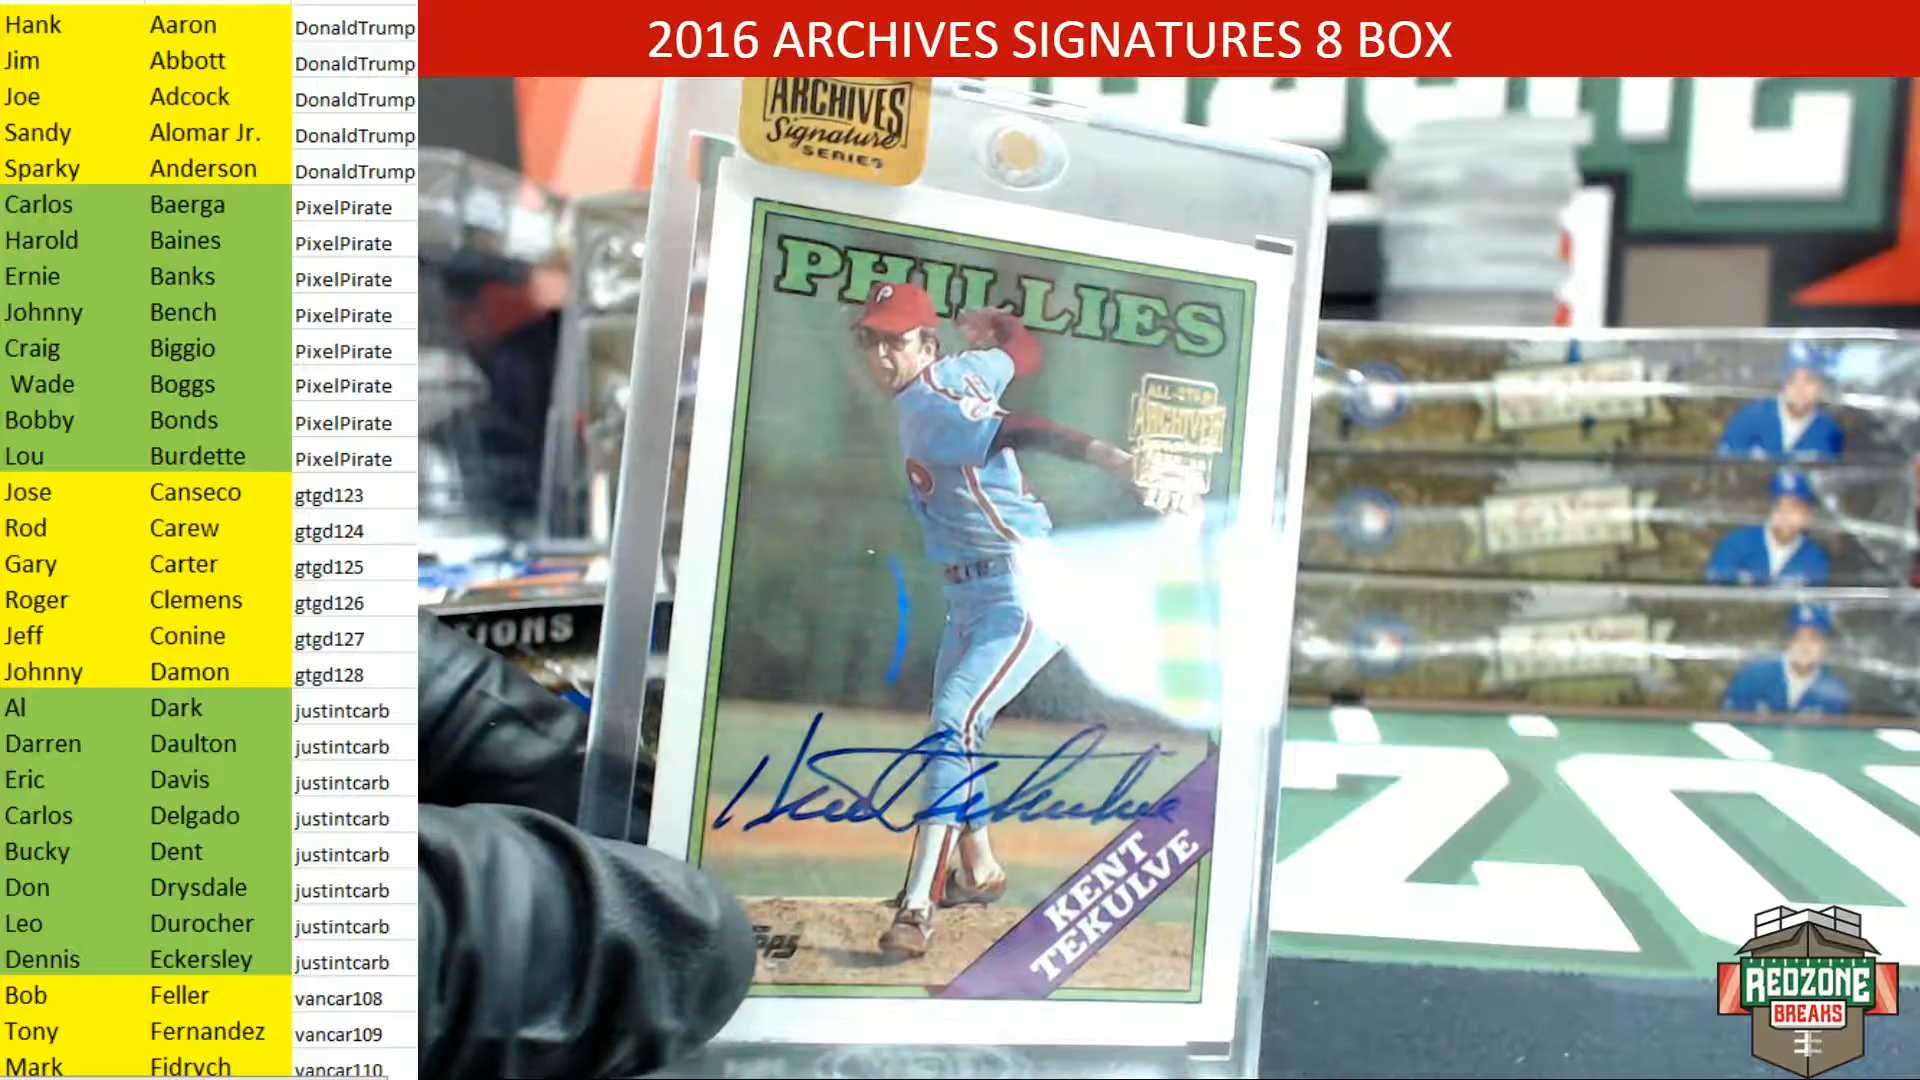 Hank Aaron DonaldTrump
Jim Abbott DonaldTrump
Joe Adcock DonaldTrump
Sandy Alomar Jr. DonaldTrump
Sparky Anderson DonaldTrump
Carlos Baerga PixelPirate
Harold Baines PixelPirate
Ernie Banks PixelPirate
Johnny Bench PixelPirate
Craig Biggio PixelPirate
Wade Boggs PixelPirate
Bobby Bonds PixelPirate
Lou Burdette PixelPirate
Jose Canseco gtgd123
Rod Carew gtgd124
Gary Carter gtgd125
Roger Clemens gtgd126
Jeff Conine gtgd127
Johnny Damon gtgd128
Al Dark justintcarb
Darren Daulton justintcarb
Eric Davis justintcarb
Carlos Delgado justintcarb
Bucky Dent justintcarb
Don Drysdale justintcarb
Leo Durocher justintcarb
Dennis Eckersley justintcarb
Bob Feller vancar108
Tony Fernandez vancar109
Mark Fidrych vancar110
2016 ARCHIVES SIGNATURES 8 BOX
ARCHIVES
Signature
SERIES
PHILLIES
P
ARCHIVES
Kent Tekulve
KENT
TEKULVE
Topps
20
REDZONE
BREAKS